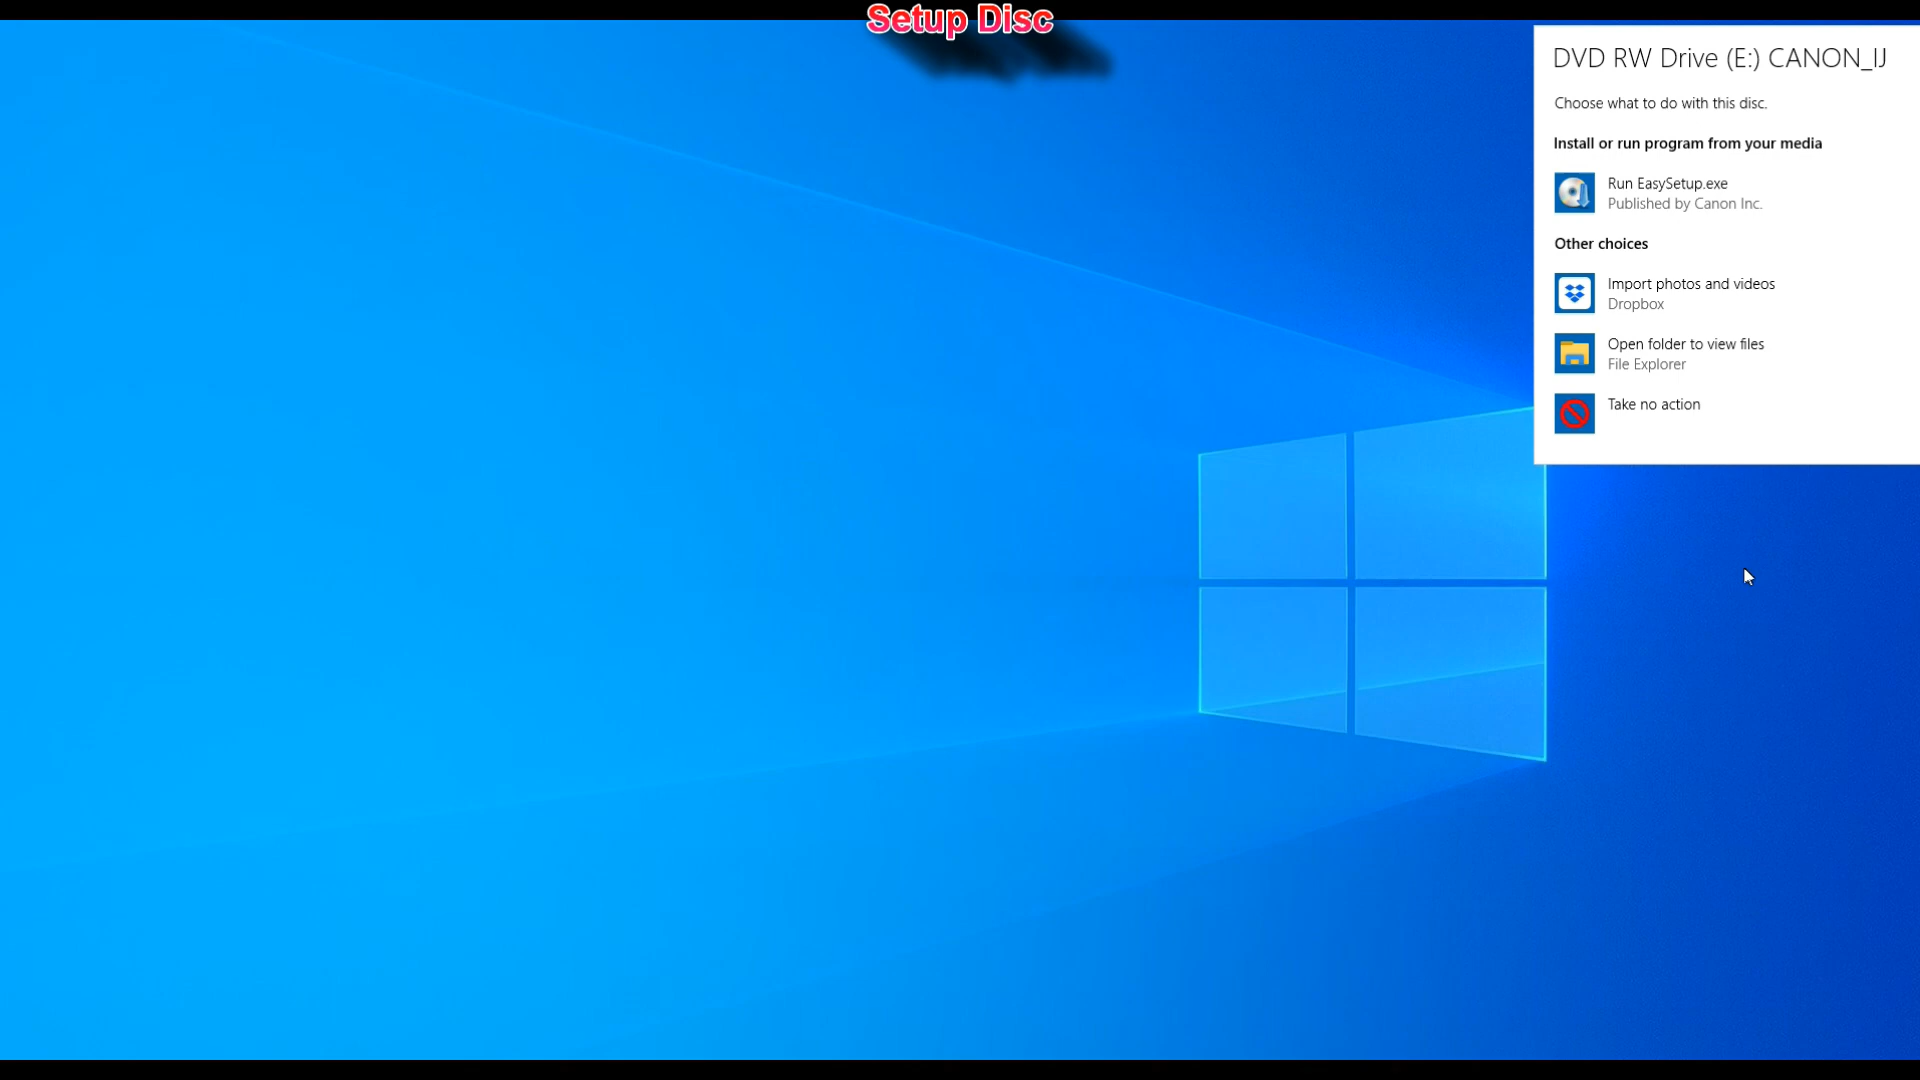 Setup Disc
DVD RW Drive (E:) CANON_IJ
Choose what to do with this disc.
Install or run program from your media
Run EasySetup.exe
Published by Canon Inc.
Other choices
Import photos and videos
Dropbox
Open folder to view files
File Explorer
Take no action